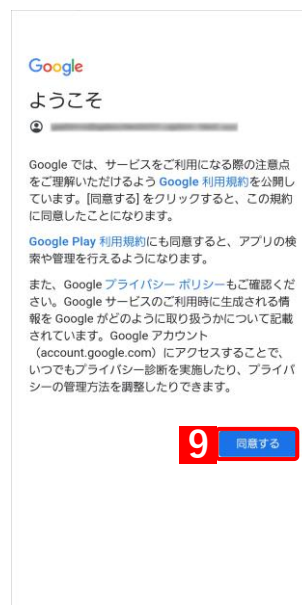 Google
ようこそ
Google では、サービスをご利用になる際の注意点
をご理解いただけるよう Google 利用規約を公開し
ています。[同意する] をクリックすると、この規約
に同意したことになります。
Google Play 利用規約にも同意すると、アプリの検
索や管理を行えるようになります。
また、Google プライバシー ポリシーもご確認くだ
さい。Google サービスのご利用時に生成される情
報を Google がどのように取り扱うかについて記載
されています。Google アカウント
（account.google.com）にアクセスすることで、
いつでもプライバシー診断を実施したり、プライバ
シーの管理方法を調整したりできます。
9 同意する